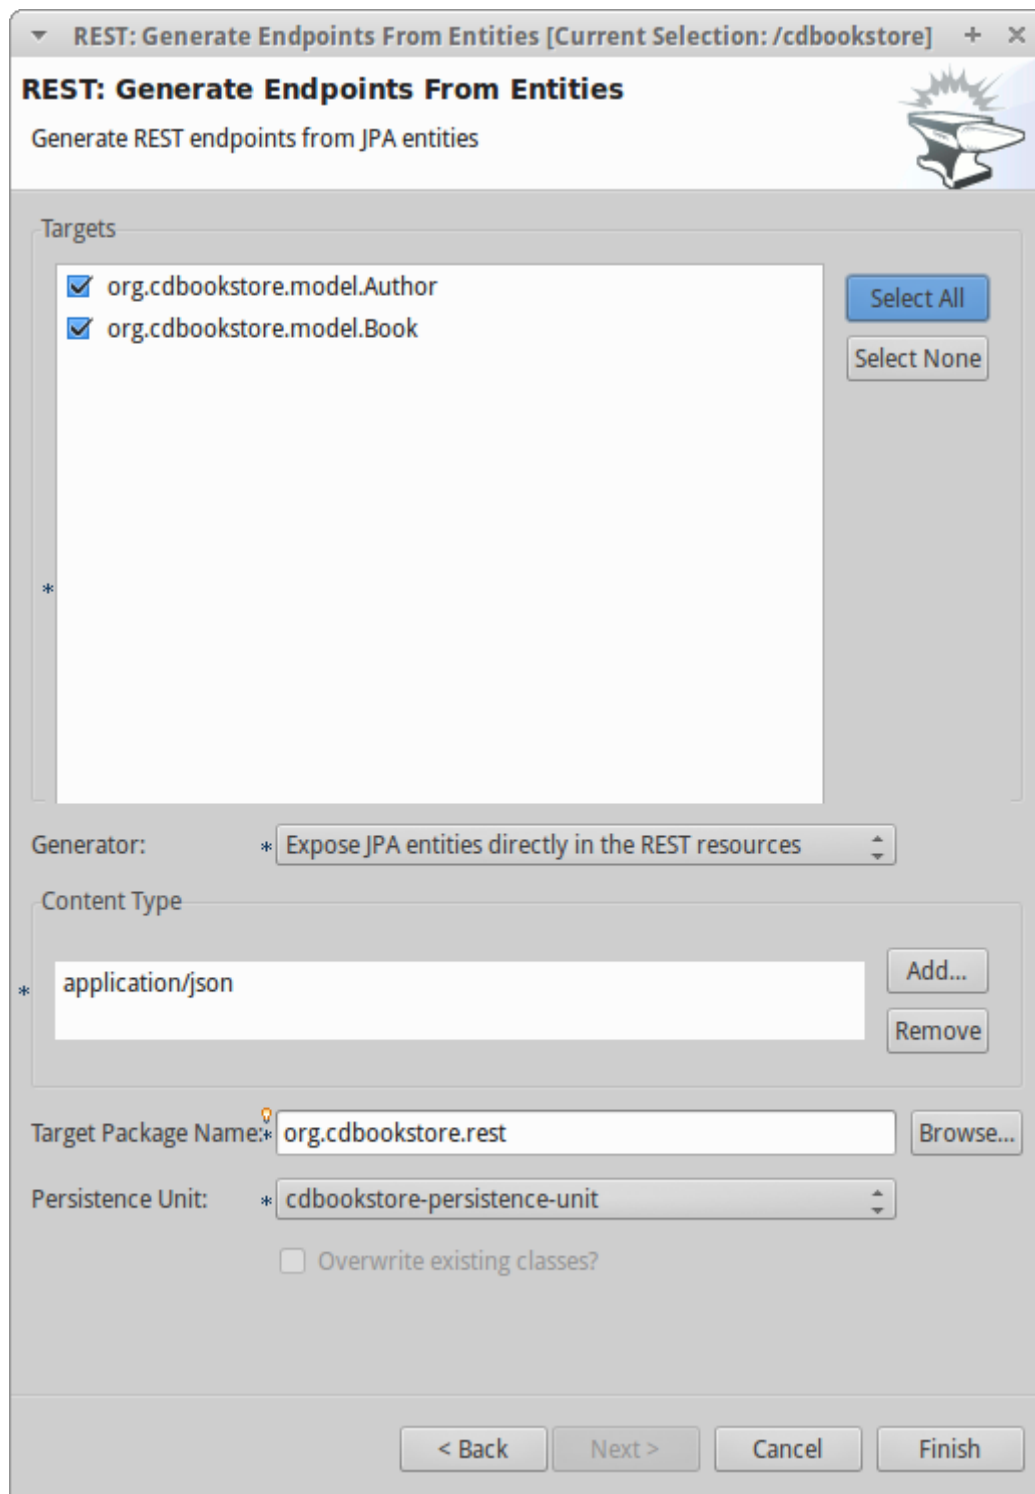 REST: Generate Endpoints From Entities [Current Selection: /cdbookstore]
REST: Generate Endpoints From Entities
Generate REST endpoints from JPA entities
Targets
org.cdbookstore.model.Author
org.cdbookstore.model.Book
Select All
Select None
*
Generator: * Expose JPA entities directly in the REST resources
Content Type
* application/json
Add...
Remove
Target Package Name:* org.cdbookstore.rest Browse...
Persistence Unit: * cdbookstore-persistence-unit
Overwrite existing classes?
< Back Next > Cancel Finish